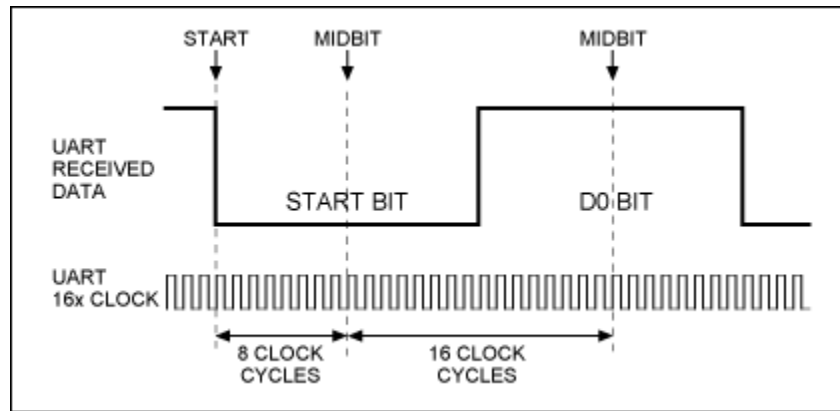 START
MIDBIT
MIDBIT
UART
RECEIVED
DATA
START BIT
D0 BIT
UART
16x CLOCK
8 CLOCK
CYCLES
16 CLOCK
CYCLES